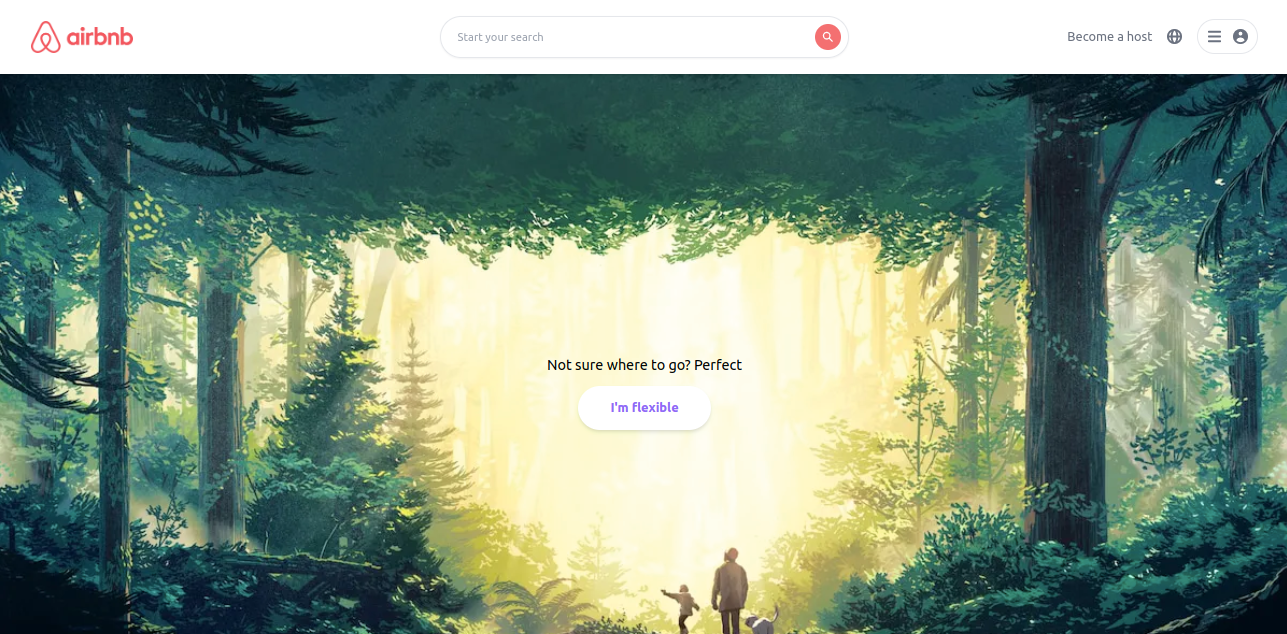 airbnb
Start your search
Become a host
Not sure where to go? Perfect
I'm flexible